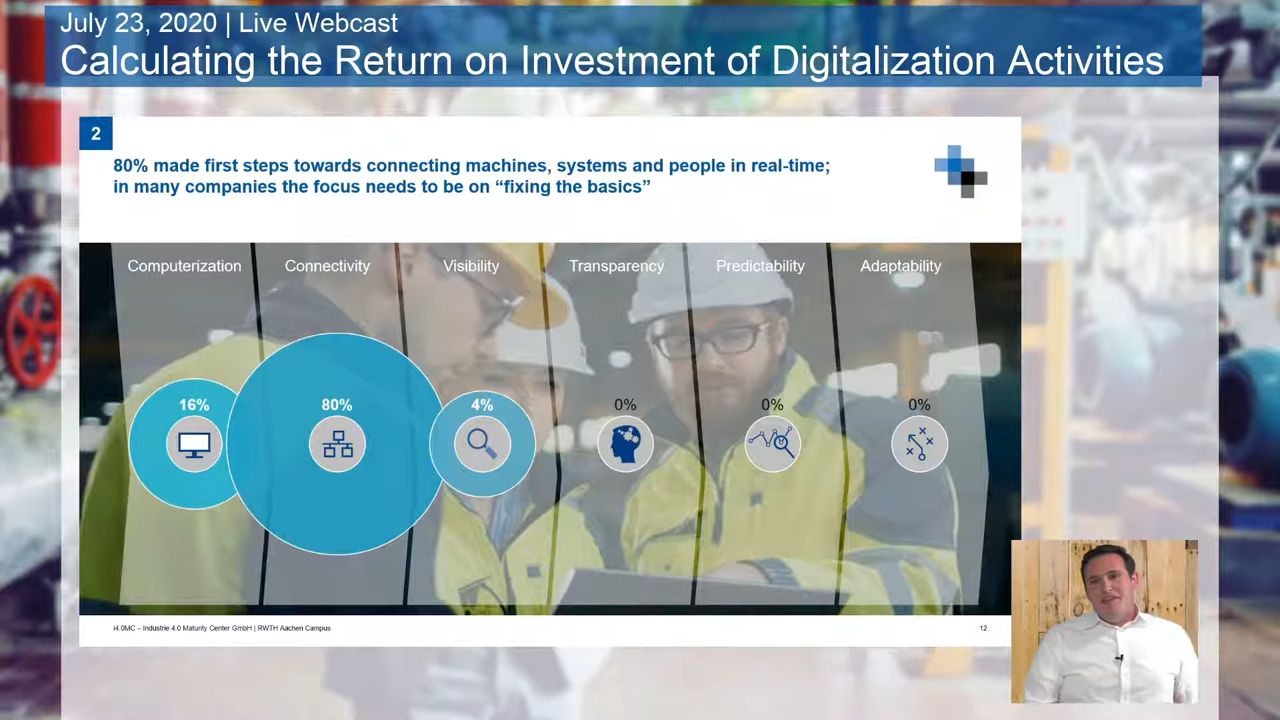 July 23, 2020 | Live Webcast
Calculating the Return on Investment of Digitalization Activities
2
80% made first steps towards connecting machines, systems and people in real-time;
in many companies the focus needs to be on “fixing the basics”
Computerization Connectivity Visibility Transparency Predictability Adaptability
16% 80% 4% 0% 0% 0%
i4.0MC – Industrie 4.0 Maturity Center GmbH | RWTH Aachen Campus 12